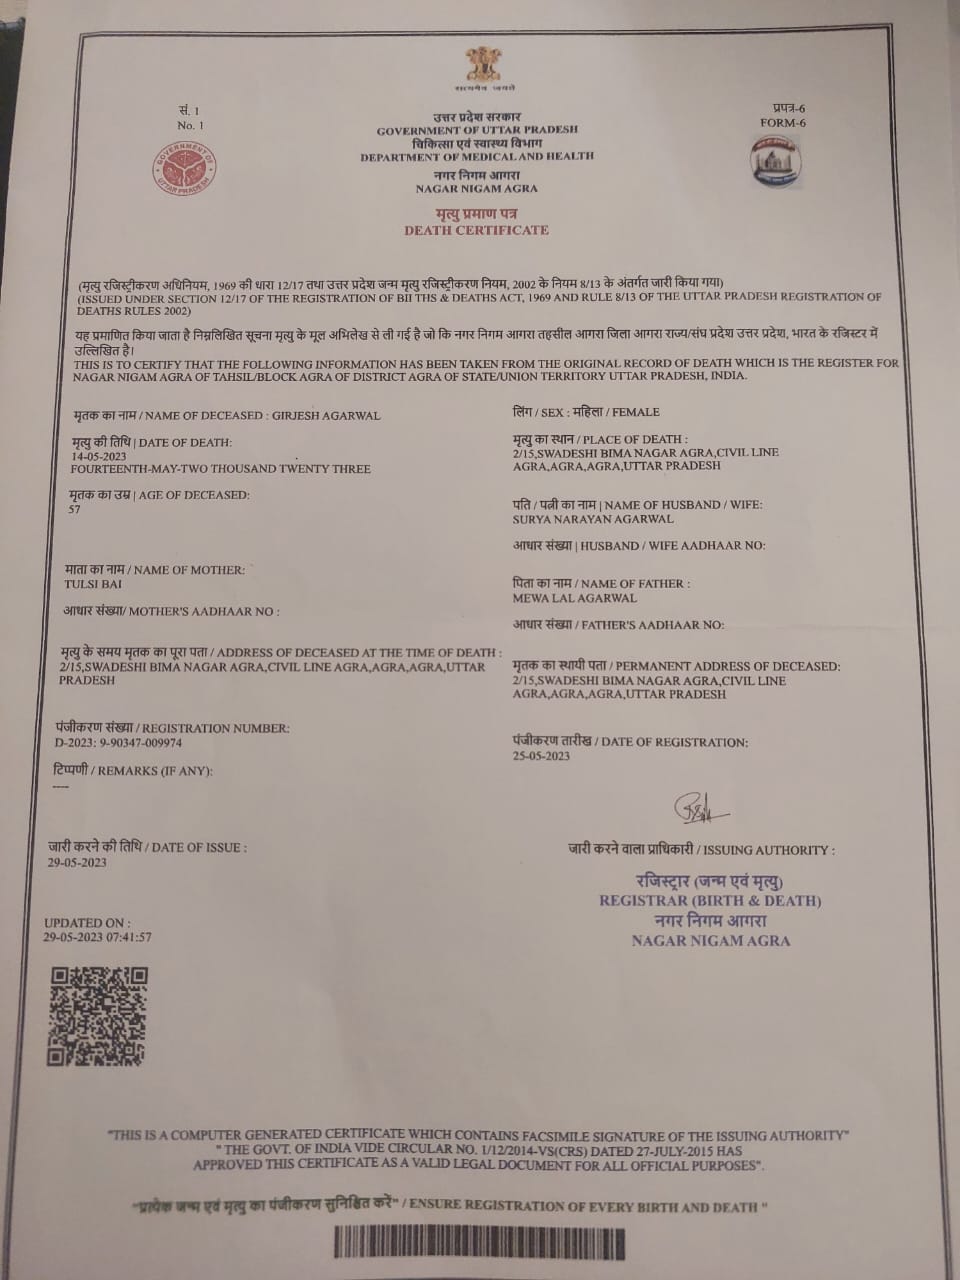 सत्यमेव जयते
सं. 1
No. 1
प्रपत्र-6
FORM-6
GOVERNMENT OF UTTAR PRADESH
उत्तर प्रदेश सरकार
GOVERNMENT OF UTTAR PRADESH
चिकित्सा एवं स्वास्थ्य विभाग
DEPARTMENT OF MEDICAL AND HEALTH
नगर निगम आगरा
NAGAR NIGAM AGRA
मृत्यु प्रमाण पत्र
DEATH CERTIFICATE
(मृत्यु रजिस्ट्रीकरण अधिनियम, 1969 की धारा 12/17 तथा उत्तर प्रदेश जन्म मृत्यु रजिस्ट्रीकरण नियम, 2002 के नियम 8/13 के अंतर्गत जारी किया गया)
(ISSUED UNDER SECTION 12/17 OF THE REGISTRATION OF BII THS & DEATHS ACT, 1969 AND RULE 8/13 OF THE UTTAR PRADESH REGISTRATION OF
DEATHS RULES 2002)
यह प्रमाणित किया जाता है निम्नलिखित सूचना मृत्यु के मूल अभिलेख से ली गई है जो कि नगर निगम आगरा तहसील आगरा जिला आगरा राज्य/संघ प्रदेश उत्तर प्रदेश, भारत के रजिस्टर में
उल्लिखित है।
THIS IS TO CERTIFY THAT THE FOLLOWING INFORMATION HAS BEEN TAKEN FROM THE ORIGINAL RECORD OF DEATH WHICH IS THE REGISTER FOR
NAGAR NIGAM AGRA OF TAHSIL/BLOCK AGRA OF DISTRICT AGRA OF STATE/UNION TERRITORY UTTAR PRADESH, INDIA.
मृतक का नाम / NAME OF DECEASED : GIRJESH AGARWAL
लिंग / SEX : महिला / FEMALE
मृत्यु की तिथि | DATE OF DEATH:
14-05-2023
FOURTEENTH-MAY-TWO THOUSAND TWENTY THREE
मृत्यु का स्थान / PLACE OF DEATH :
2/15,SWADESHI BIMA NAGAR AGRA,CIVIL LINE
AGRA,AGRA,AGRA,UTTAR PRADESH
मृतक का उम्र | AGE OF DECEASED:
57
पति / पत्नी का नाम | NAME OF HUSBAND / WIFE:
SURYA NARAYAN AGARWAL
आधार संख्या | HUSBAND / WIFE AADHAAR NO:
माता का नाम / NAME OF MOTHER:
TULSI BAI
पिता का नाम / NAME OF FATHER :
MEWA LAL AGARWAL
आधार संख्या/ MOTHER'S AADHAAR NO :
आधार संख्या / FATHER'S AADHAAR NO:
मृत्यु के समय मृतक का पूरा पता / ADDRESS OF DECEASED AT THE TIME OF DEATH :
2/15,SWADESHI BIMA NAGAR AGRA,CIVIL LINE AGRA,AGRA,AGRA,UTTAR
PRADESH
मृतक का स्थायी पता / PERMANENT ADDRESS OF DECEASED:
2/15,SWADESHI BIMA NAGAR AGRA,CIVIL LINE
AGRA,AGRA,AGRA,UTTAR PRADESH
पंजीकरण संख्या / REGISTRATION NUMBER:
D-2023: 9-90347-009974
पंजीकरण तारीख / DATE OF REGISTRATION:
25-05-2023
टिप्पणी / REMARKS (IF ANY):
----
जारी करने की तिथि / DATE OF ISSUE :
29-05-2023
जारी करने वाला प्राधिकारी / ISSUING AUTHORITY :
रजिस्ट्रार (जन्म एवं मृत्यु)
REGISTRAR (BIRTH & DEATH)
नगर निगम आगरा
NAGAR NIGAM AGRA
UPDATED ON :
29-05-2023 07:41:57
"THIS IS A COMPUTER GENERATED CERTIFICATE WHICH CONTAINS FACSIMILE SIGNATURE OF THE ISSUING AUTHORITY"
" THE GOVT. OF INDIA VIDE CIRCULAR NO. 1/12/2014-VS(CRS) DATED 27-JULY-2015 HAS
APPROVED THIS CERTIFICATE AS A VALID LEGAL DOCUMENT FOR ALL OFFICIAL PURPOSES".
"प्रत्येक जन्म एवं मृत्यु का पंजीकरण सुनिश्चित करें" / ENSURE REGISTRATION OF EVERY BIRTH AND DEATH "